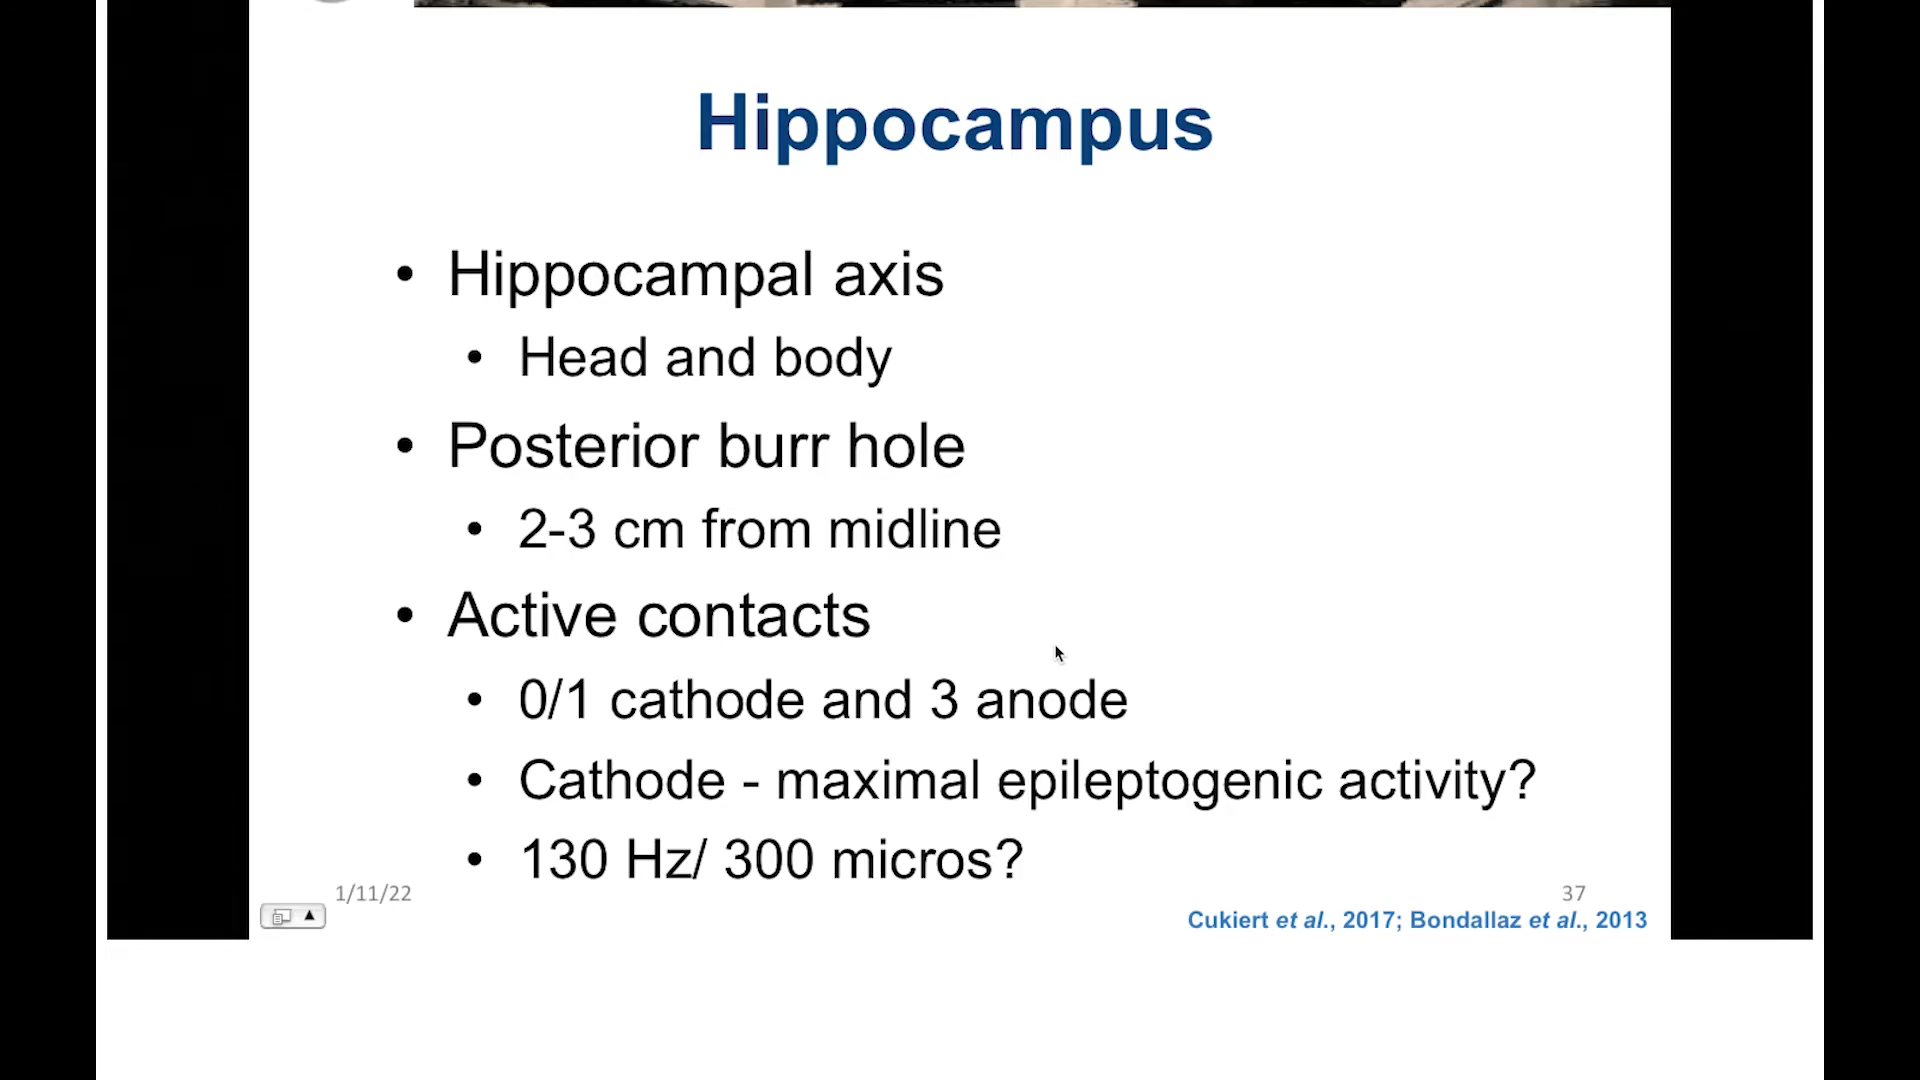 Hippocampus
• Hippocampal axis
• Head and body
• Posterior burr hole
• 2-3 cm from midline
• Active contacts
• 0/1 cathode and 3 anode
• Cathode - maximal epileptogenic activity?
• 130 Hz/ 300 micros?
1/11/22
37
Cukiert et al., 2017; Bondallaz et al., 2013